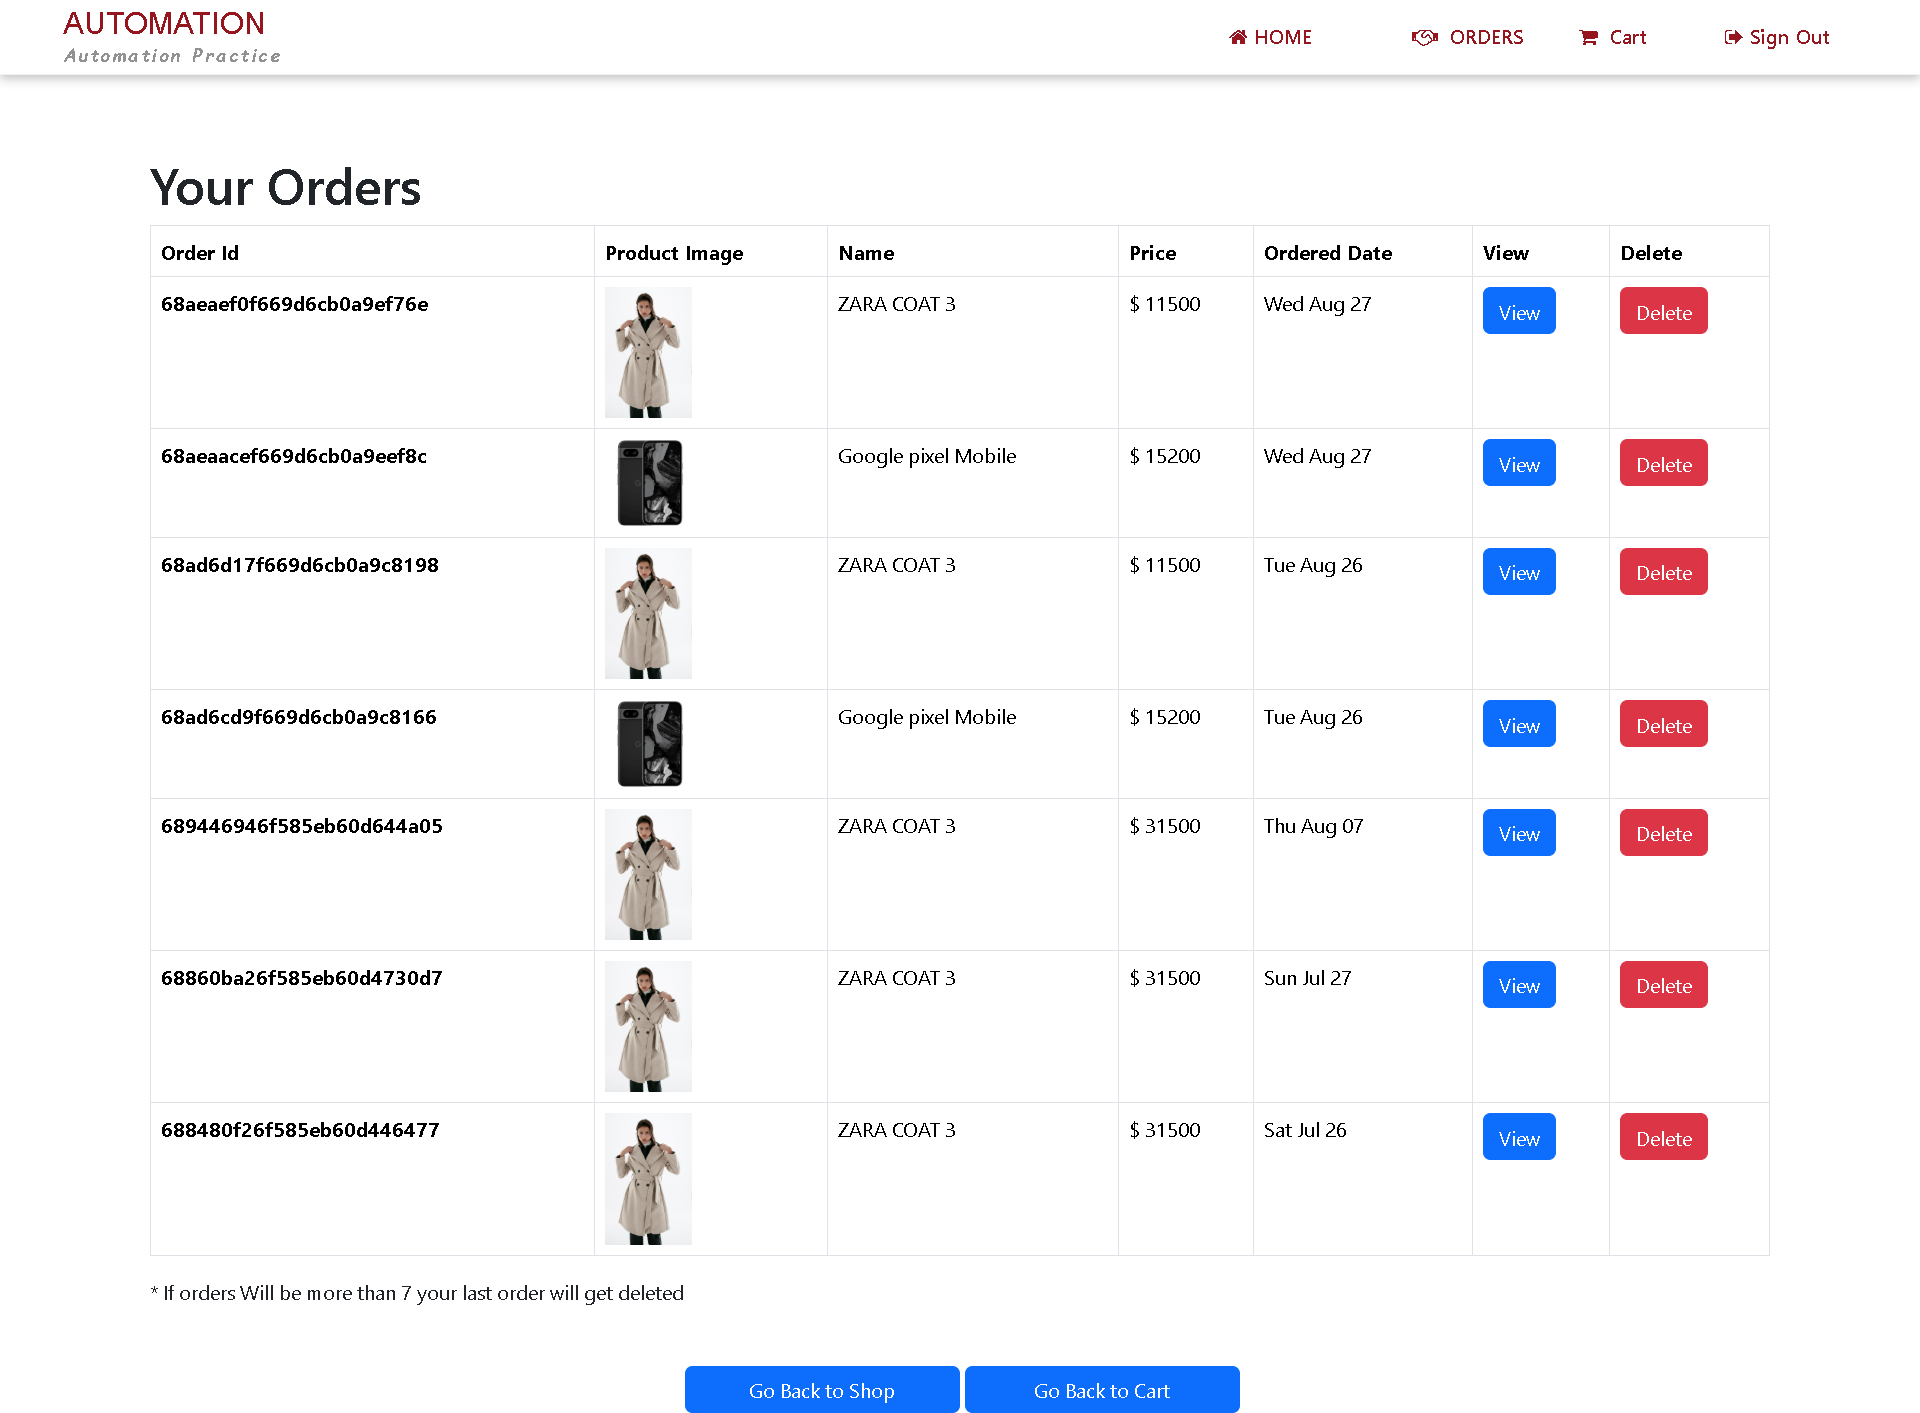 AUTOMATION
Automation Practice
HOME
ORDERS
Cart
Sign Out
Your Orders
Order Id Product Image Name Price Ordered Date View Delete
68aeaef0f669d6cb0a9ef76e ZARA COAT 3 $ 11500 Wed Aug 27 View Delete
68aeaacef669d6cb0a9eef8c Google pixel Mobile $ 15200 Wed Aug 27 View Delete
68ad6d17f669d6cb0a9c8198 ZARA COAT 3 $ 11500 Tue Aug 26 View Delete
68ad6cd9f669d6cb0a9c8166 Google pixel Mobile $ 15200 Tue Aug 26 View Delete
689446946f585eb60d644a05 ZARA COAT 3 $ 31500 Thu Aug 07 View Delete
68860ba26f585eb60d4730d7 ZARA COAT 3 $ 31500 Sun Jul 27 View Delete
688480f26f585eb60d446477 ZARA COAT 3 $ 31500 Sat Jul 26 View Delete
* If orders Will be more than 7 your last order will get deleted
Go Back to Shop
Go Back to Cart